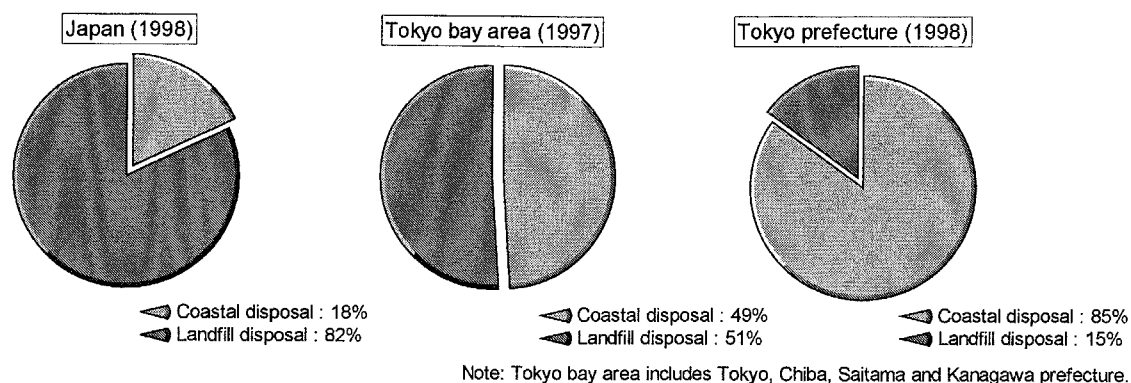 Japan (1998)
Tokyo bay area (1997)
Tokyo prefecture (1998)
Coastal disposal : 18%
Landfill disposal : 82%
Coastal disposal : 49%
Landfill disposal : 51%
Coastal disposal : 85%
Landfill disposal : 15%
Note: Tokyo bay area includes Tokyo, Chiba, Saitama and Kanagawa prefecture.